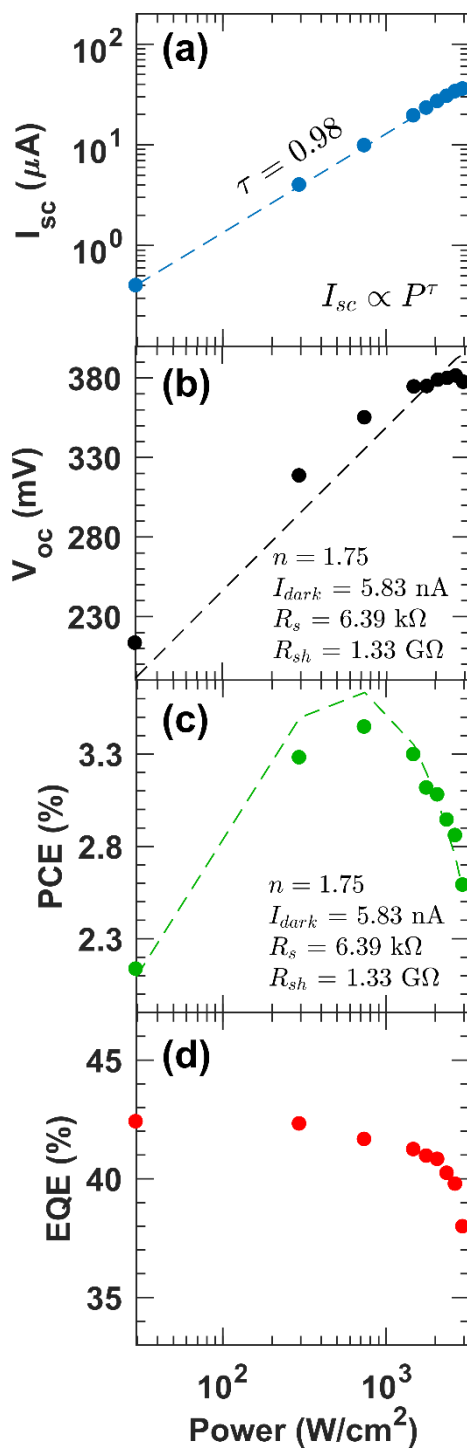 (a)
10²
10¹
10⁰
I_sc (μA)
τ = 0.98
I_sc ∝ P^τ
(b)
380
330
280
230
V_oc (mV)
n = 1.75
I_dark = 5.83 nA
R_s = 6.39 kΩ
R_sh = 1.33 GΩ
(c)
3.3
2.8
2.3
PCE (%)
n = 1.75
I_dark = 5.83 nA
R_s = 6.39 kΩ
R_sh = 1.33 GΩ
(d)
45
40
35
EQE (%)
10² 10³
Power (W/cm²)